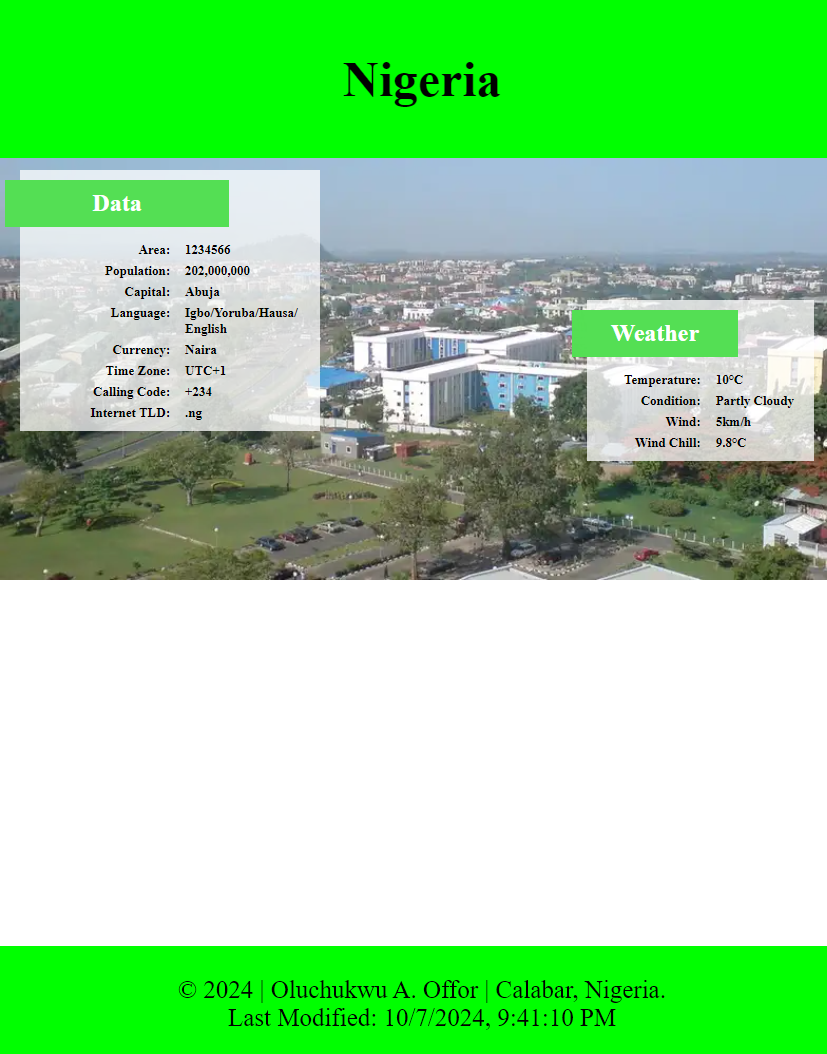 Nigeria
Data
Area: 1234566
Population: 202,000,000
Capital: Abuja
Language: Igbo/Yoruba/Hausa/
English
Currency: Naira
Time Zone: UTC+1
Calling Code: +234
Internet TLD: .ng
Weather
Temperature: 10°C
Condition: Partly Cloudy
Wind: 5km/h
Wind Chill: 9.8°C
© 2024 | Oluchukwu A. Offor | Calabar, Nigeria.
Last Modified: 10/7/2024, 9:41:10 PM